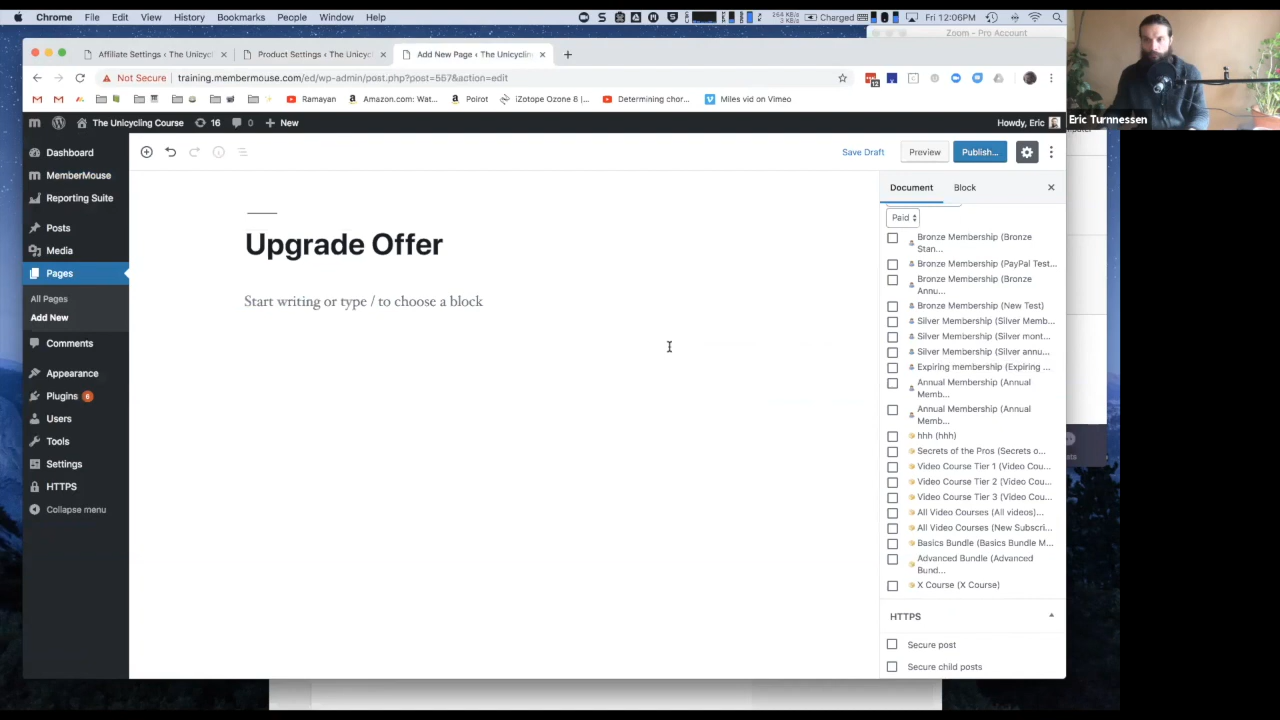 Chrome File Edit View History Bookmarks People Window Help
264 KB/s
3 KB/s
Charged
Fri 12:06PM
Zoom - Pro Account
Affiliate Settings ‹ The Unicycl
Product Settings ‹ The Unicycli
Add New Page ‹ The Unicycling
Not Secure
training.membermouse.com/ed/wp-admin/post.php?post=567&action=edit
12
Ramayan
Amazon.com: Wat...
Poirot
iZotope Ozone 8 |...
Determining chor...
Miles vid on Vimeo
Eric Turnnessen
The Unicycling Course
16
0
New
Howdy, Eric
Dashboard
MemberMouse
Reporting Suite
Posts
Media
Pages
All Pages
Add New
Comments
Appearance
Plugins 6
Users
Tools
Settings
HTTPS
Collapse menu
Save Draft
Preview
Publish...
Upgrade Offer
Start writing or type / to choose a block
Document
Block
Paid
Bronze Membership (Bronze
Stan...
Bronze Membership (PayPal Test...
Bronze Membership (Bronze
Annu...
Bronze Membership (New Test)
Silver Membership (Silver Memb...
Silver Membership (Silver mont...
Silver Membership (Silver annu...
Expiring membership (Expiring ...
Annual Membership (Annual
Memb...
Annual Membership (Annual
Memb...
hhh (hhh)
Secrets of the Pros (Secrets o...
Video Course Tier 1 (Video Cou...
Video Course Tier 2 (Video Cou...
Video Course Tier 3 (Video Cou...
All Video Courses (All videos)...
All Video Courses (New Subscri...
Basics Bundle (Basics Bundle M...
Advanced Bundle (Advanced
Bund...
X Course (X Course)
HTTPS
Secure post
Secure child posts